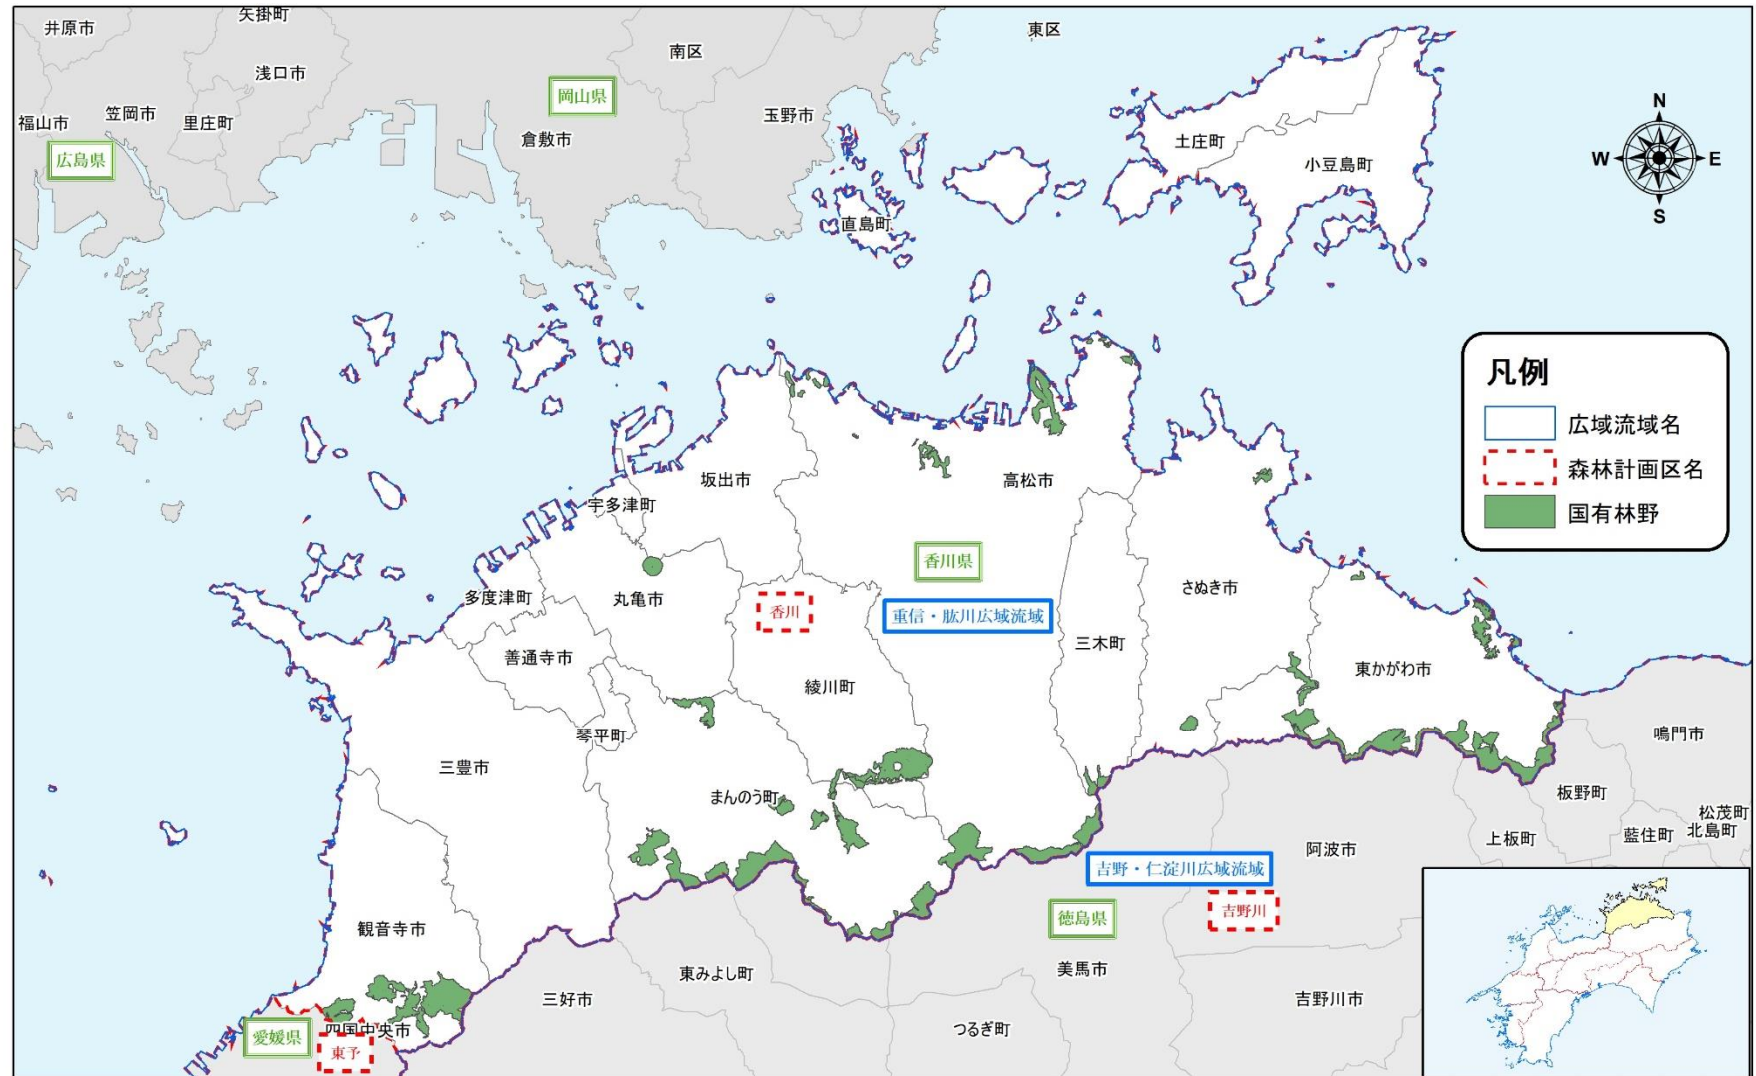 井原市
矢掛町
浅口市
笠岡市
里庄町
福山市
広島県
岡山県
倉敷市
南区
玉野市
東区
直島町
土庄町
小豆島町
N
W
E
S
凡例
広域流域名
森林計画区名
国有林野
坂出市
高松市
宇多津町
香川県
さぬき市
多度津町
丸亀市
香川
重信・肱川広域流域
三木町
善通寺市
綾川町
東かがわ市
琴平町
三豊市
まんのう町
鳴門市
板野町
松茂町
北島町
藍住町
上板町
阿波市
吉野・仁淀川広域流域
吉野川
徳島県
観音寺市
東みよし町
美馬市
三好市
吉野川市
つるぎ町
四国中央市
愛媛県
東予